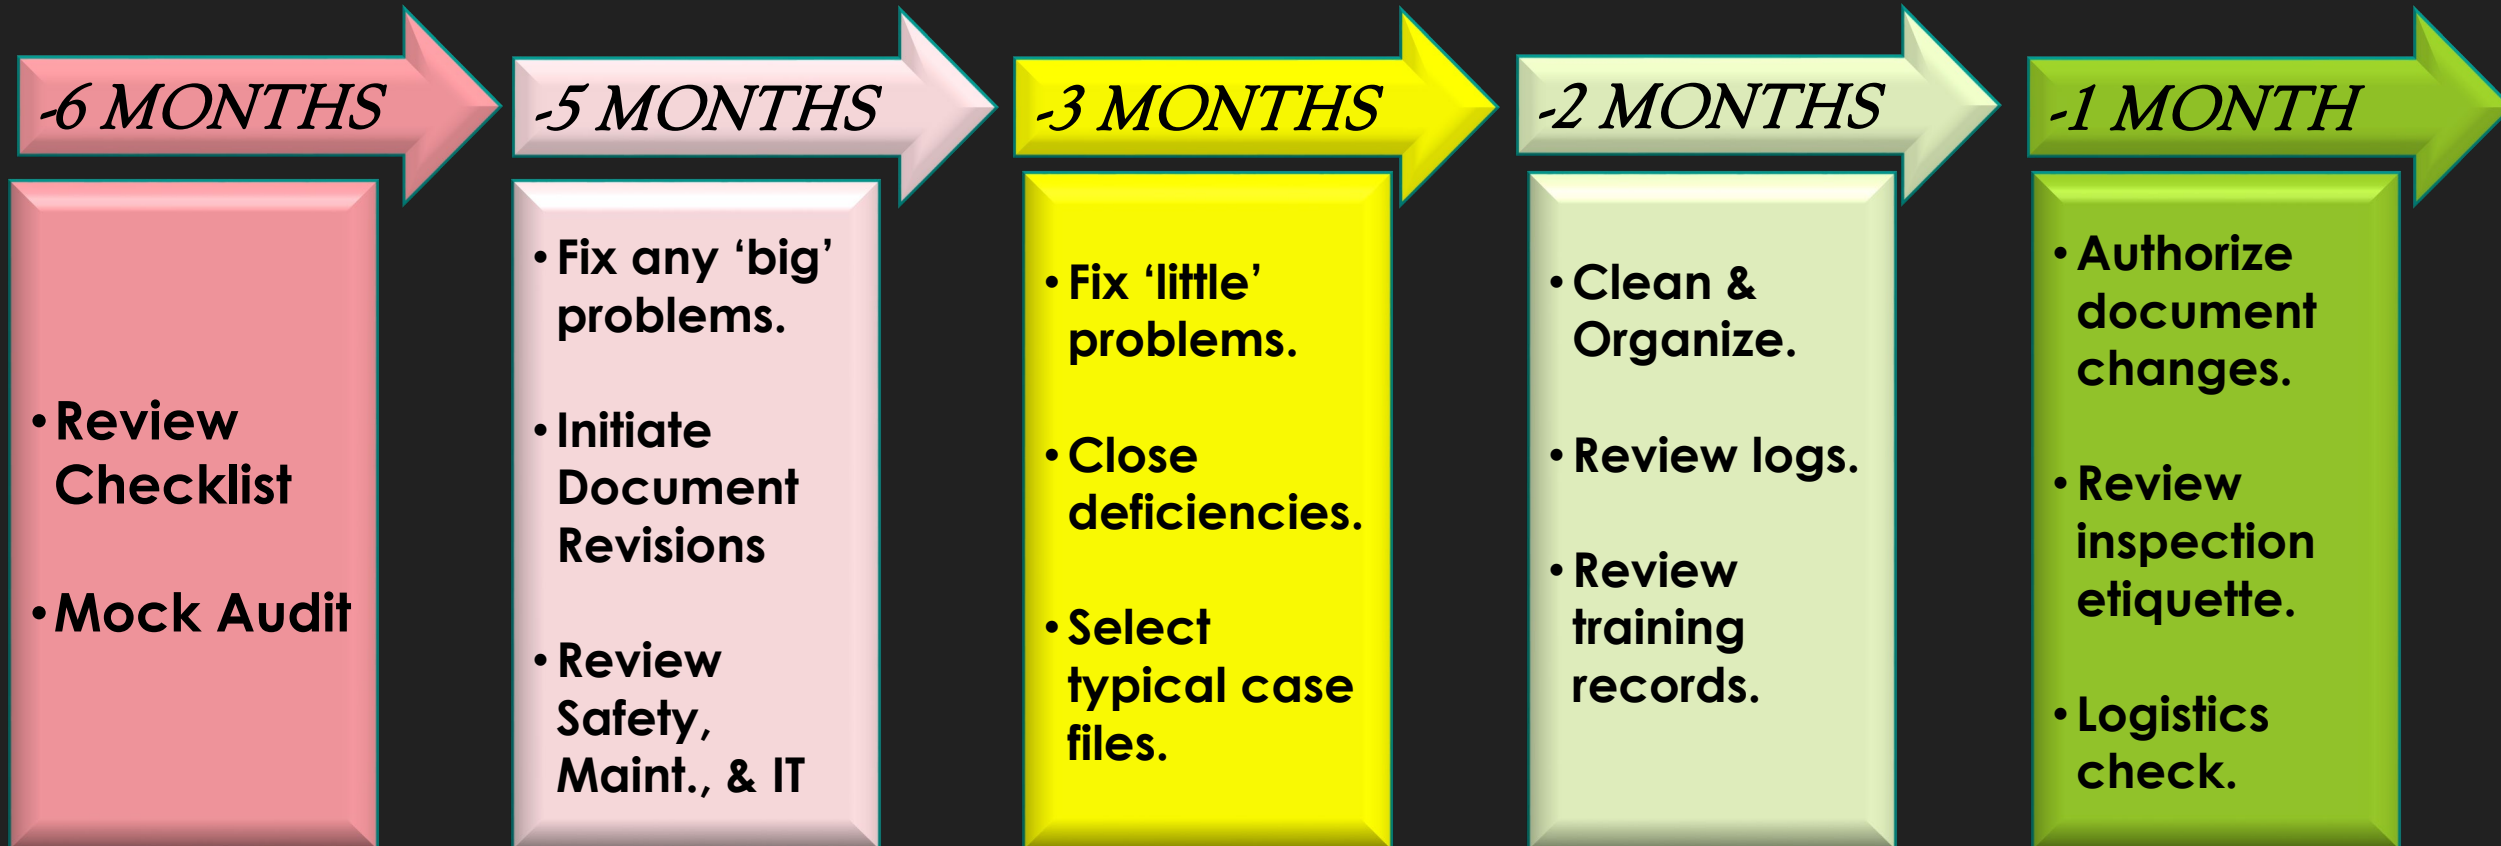 -6 MONTHS
• Review
Checklist
• Mock Audit
-5 MONTHS
• Fix any ‘big’
problems.
• Initiate
Document
Revisions
• Review
Safety,
Maint., & IT
-3 MONTHS
• Fix ‘little’
problems.
• Close
deficiencies.
• Select
typical case
files.
-2 MONTHS
• Clean &
Organize.
• Review logs.
• Review
training
records.
-1 MONTH
• Authorize
document
changes.
• Review
inspection
etiquette.
• Logistics
check.